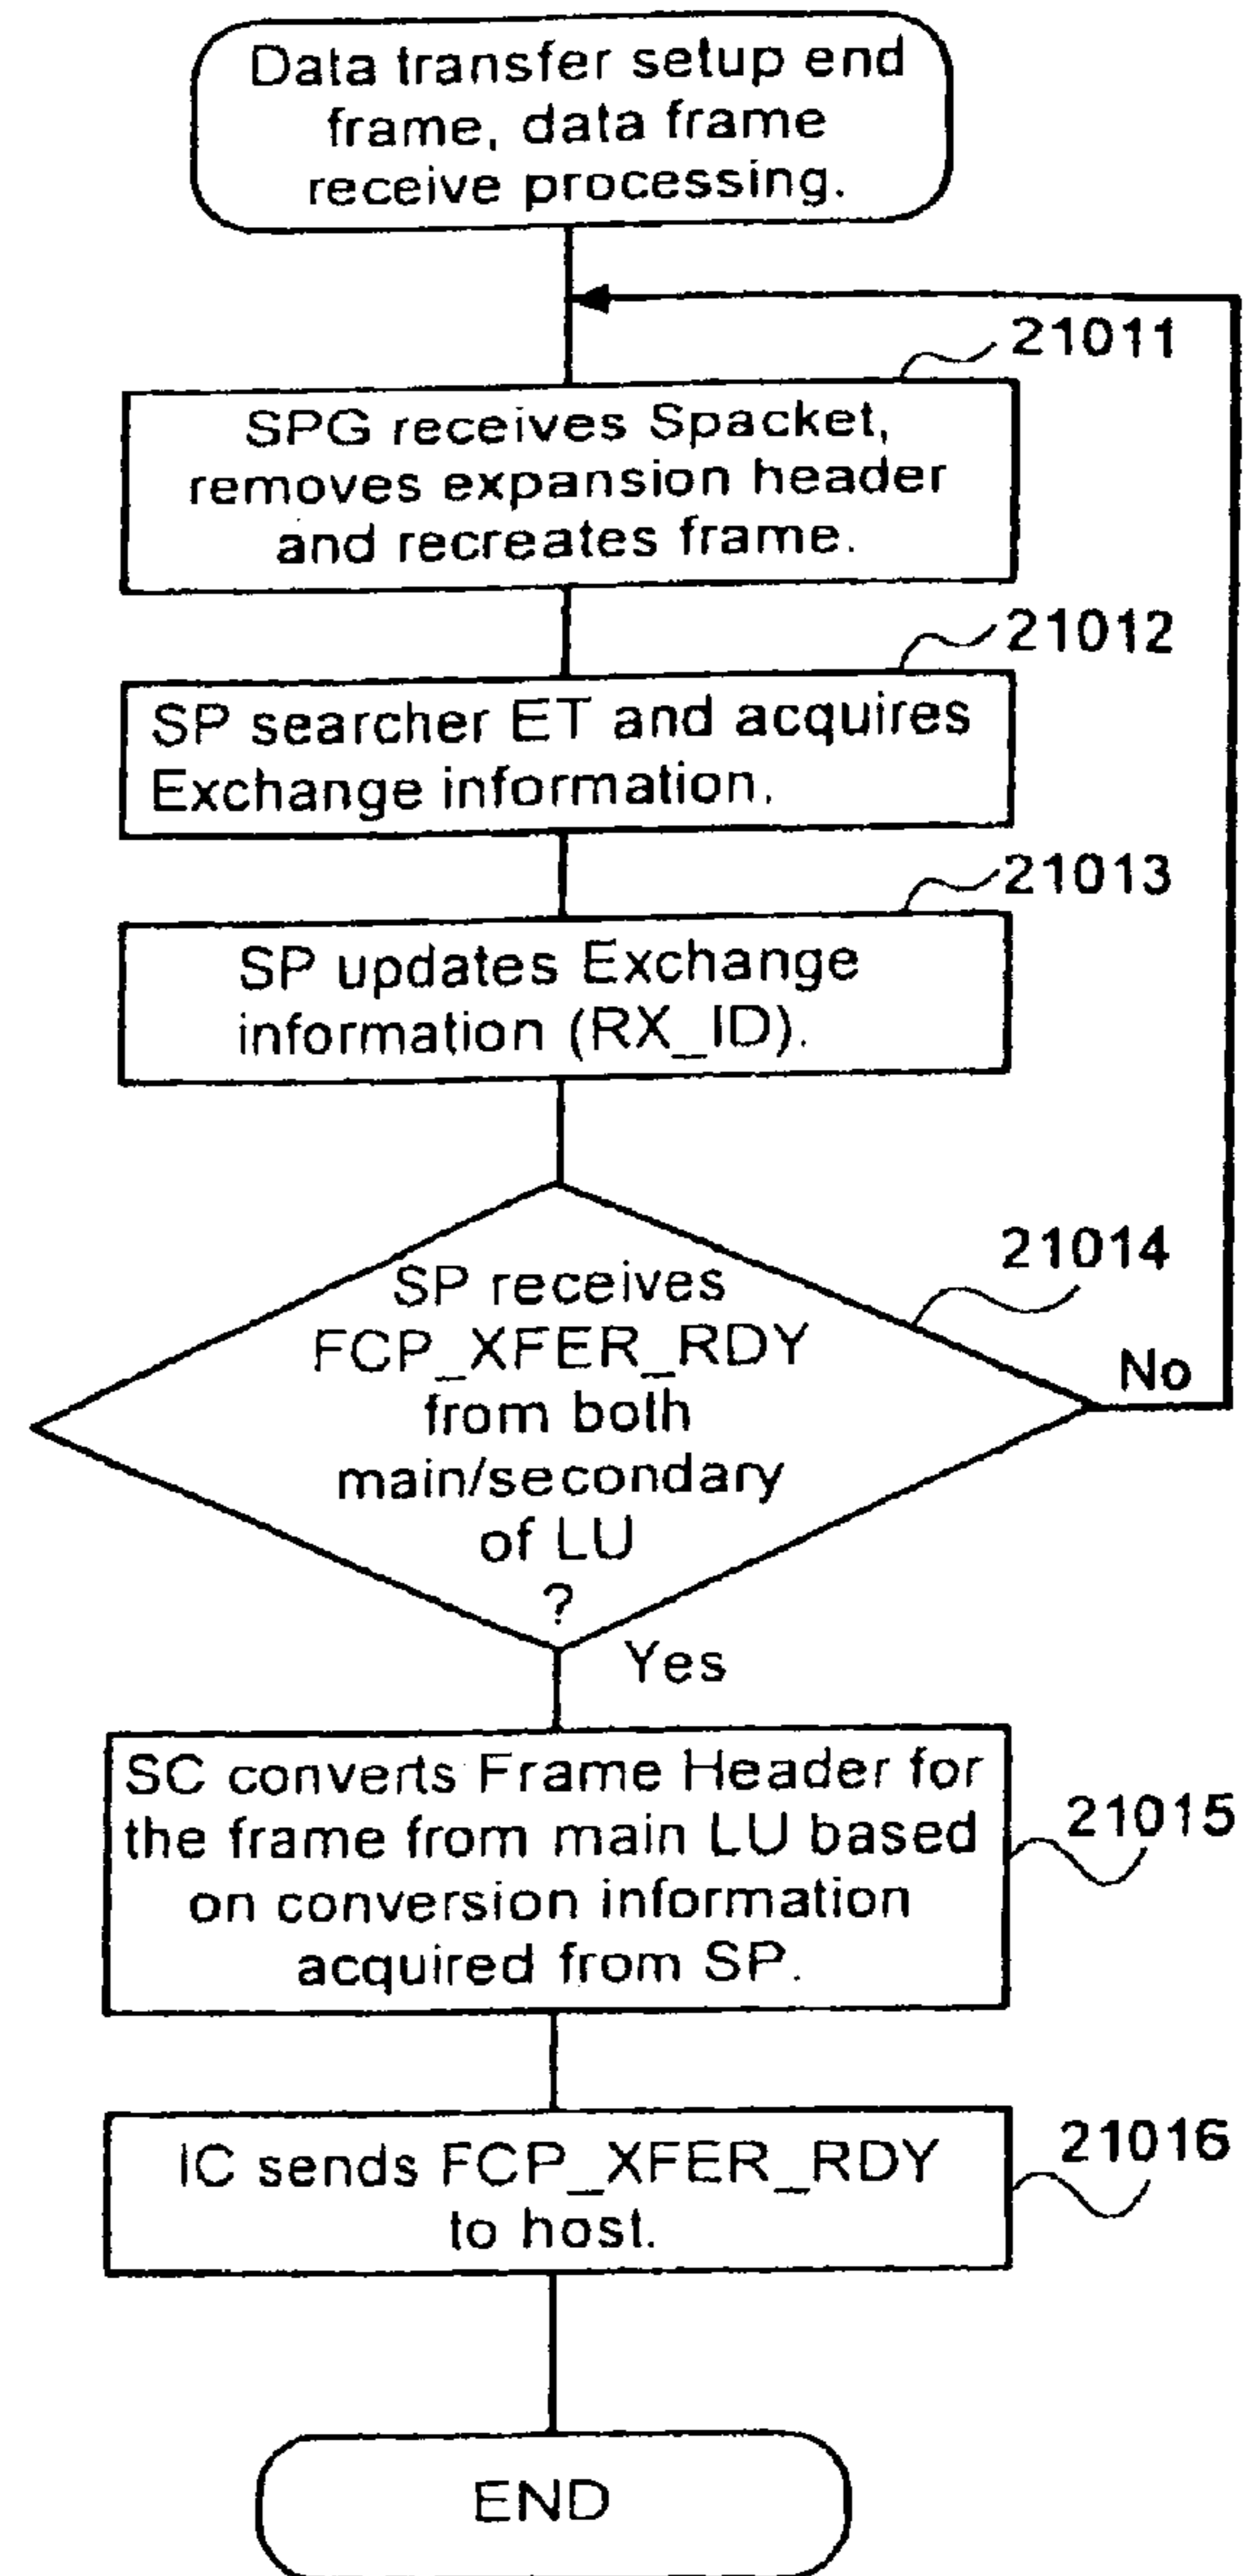 Data transfer setup end
frame, data frame
receive processing.
21011
SPG receives Spacket,
removes expansion header
and recreates frame.
21012
SP searcher ET and acquires
Exchange information.
21013
SP updates Exchange
information (RX_ID).
21014
SP receives
FCP_XFER_RDY
from both
main/secondary
of LU
?
No
Yes
SC converts Frame Header for
the frame from main LU based
on conversion information
acquired from SP.
21015
IC sends FCP_XFER_RDY
to host.
21016
END